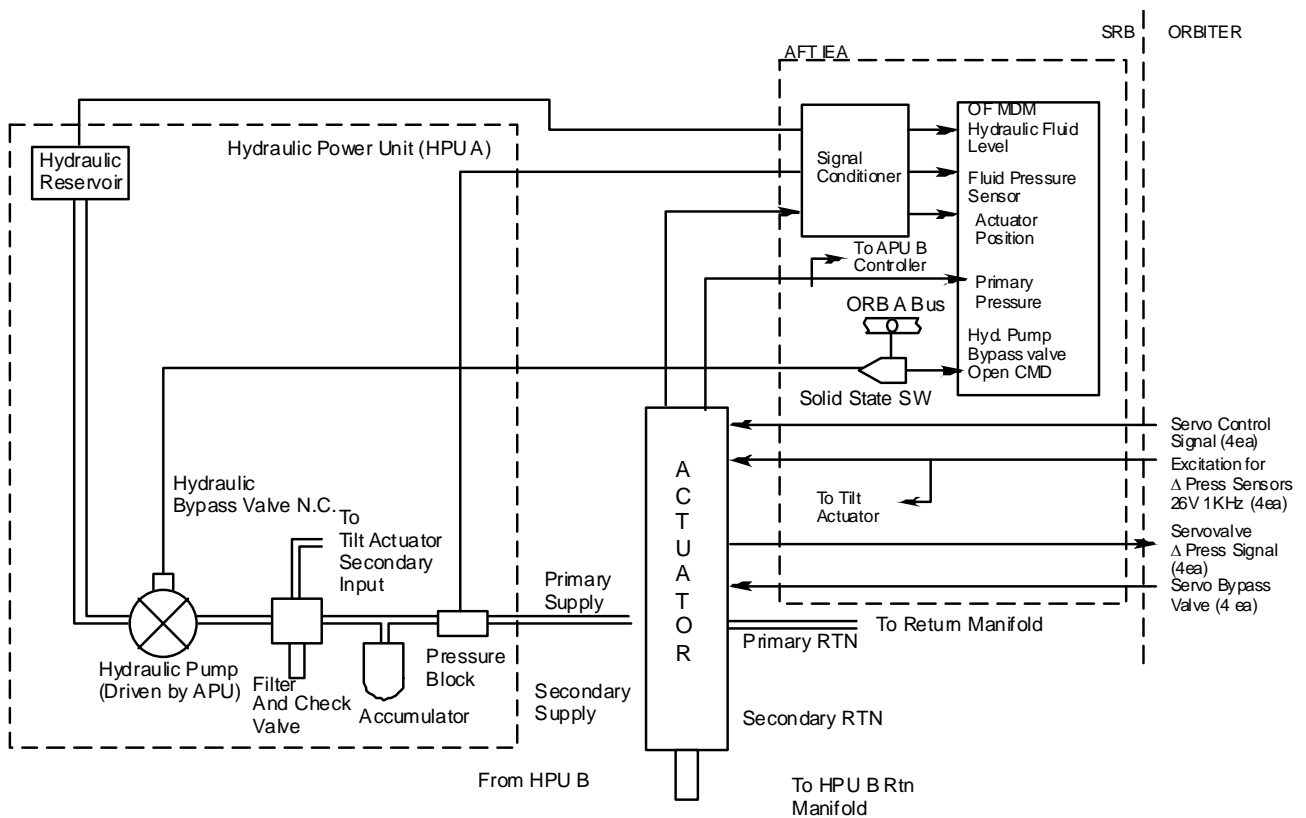 SRB
ORBITER
AFT IEA
Hydraulic Power Unit (HPU A)
Hydraulic
Reservoir
Signal
Conditioner
OF MDM
Hydraulic Fluid
Level
Fluid Pressure
Sensor
Actuator
Position
To APU B
Controller
Primary
Pressure
ORB A Bus
Hyd. Pump
Bypass valve
Open CMD
Solid State SW
Servo Control
Signal (4ea)
Excitation for
Δ Press Sensors
26V 1KHz (4ea)
To Tilt
Actuator
Servovalve
Δ Press Signal
(4ea)
Servo Bypass
Valve (4 ea)
ACTUATOR
Hydraulic
Bypass Valve N.C.
To
Tilt Actuator
Secondary
Input
Primary
Supply
To Return Manifold
Primary RTN
Hydraulic Pump
(Driven by APU)
Filter
And Check
Valve
Accumulator
Pressure
Block
Secondary
Supply
Secondary RTN
From HPU B
To HPU B Rtn
Manifold